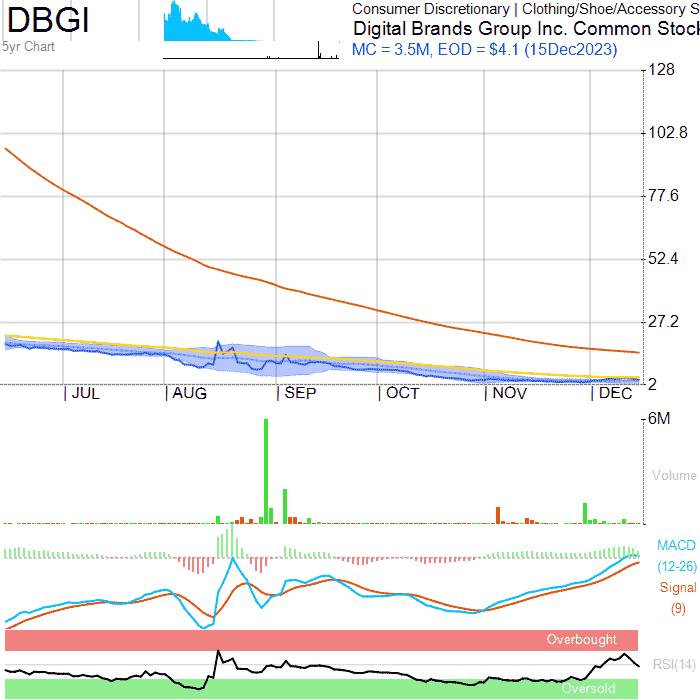 DBGI
5yr Chart
Consumer Discretionary | Clothing/Shoe/Accessory S
Digital Brands Group Inc. Common Stock
MC = 3.5M, EOD = $4.1 (15Dec2023)
128
102.8
77.6
52.4
27.2
2
JUL
AUG
SEP
OCT
NOV
DEC
6M
Volume
MACD
(12-26)
Signal
(9)
Overbought
RSI(14)
Oversold